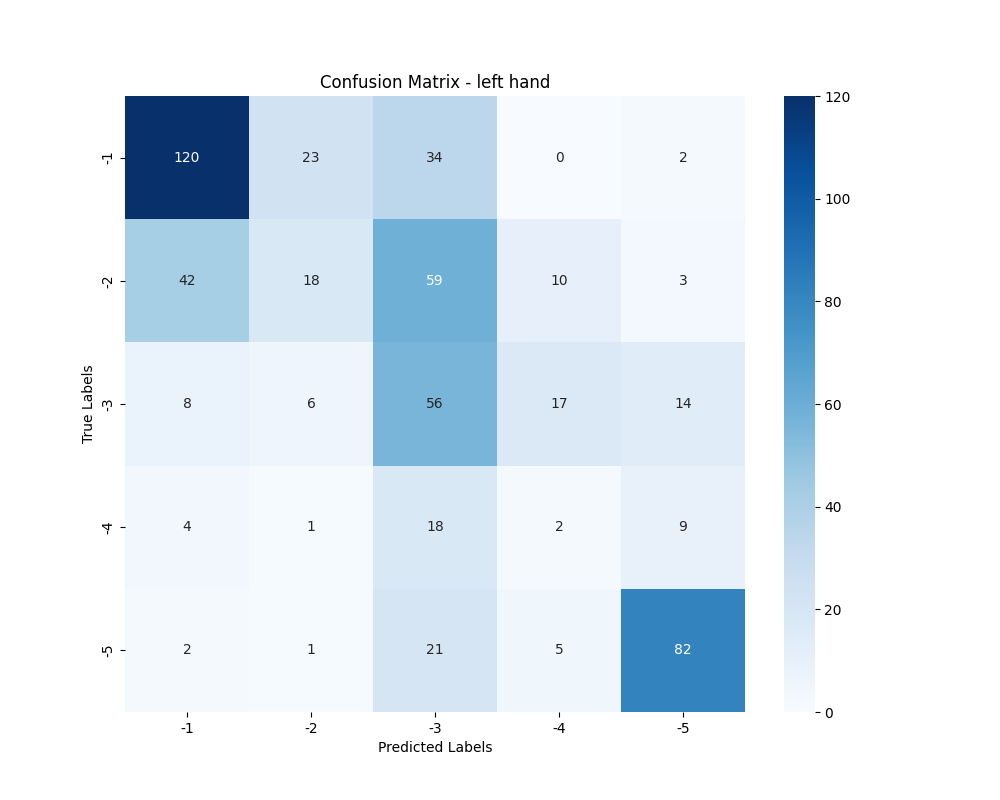 Confusion Matrix - left hand
120 23 34 0 2
42 18 59 10 3
8 6 56 17 14
4 1 18 2 9
2 1 21 5 82
-1
-2
-3
-4
-5
True Labels
-1 -2 -3 -4 -5
Predicted Labels
120
100
80
60
40
20
0